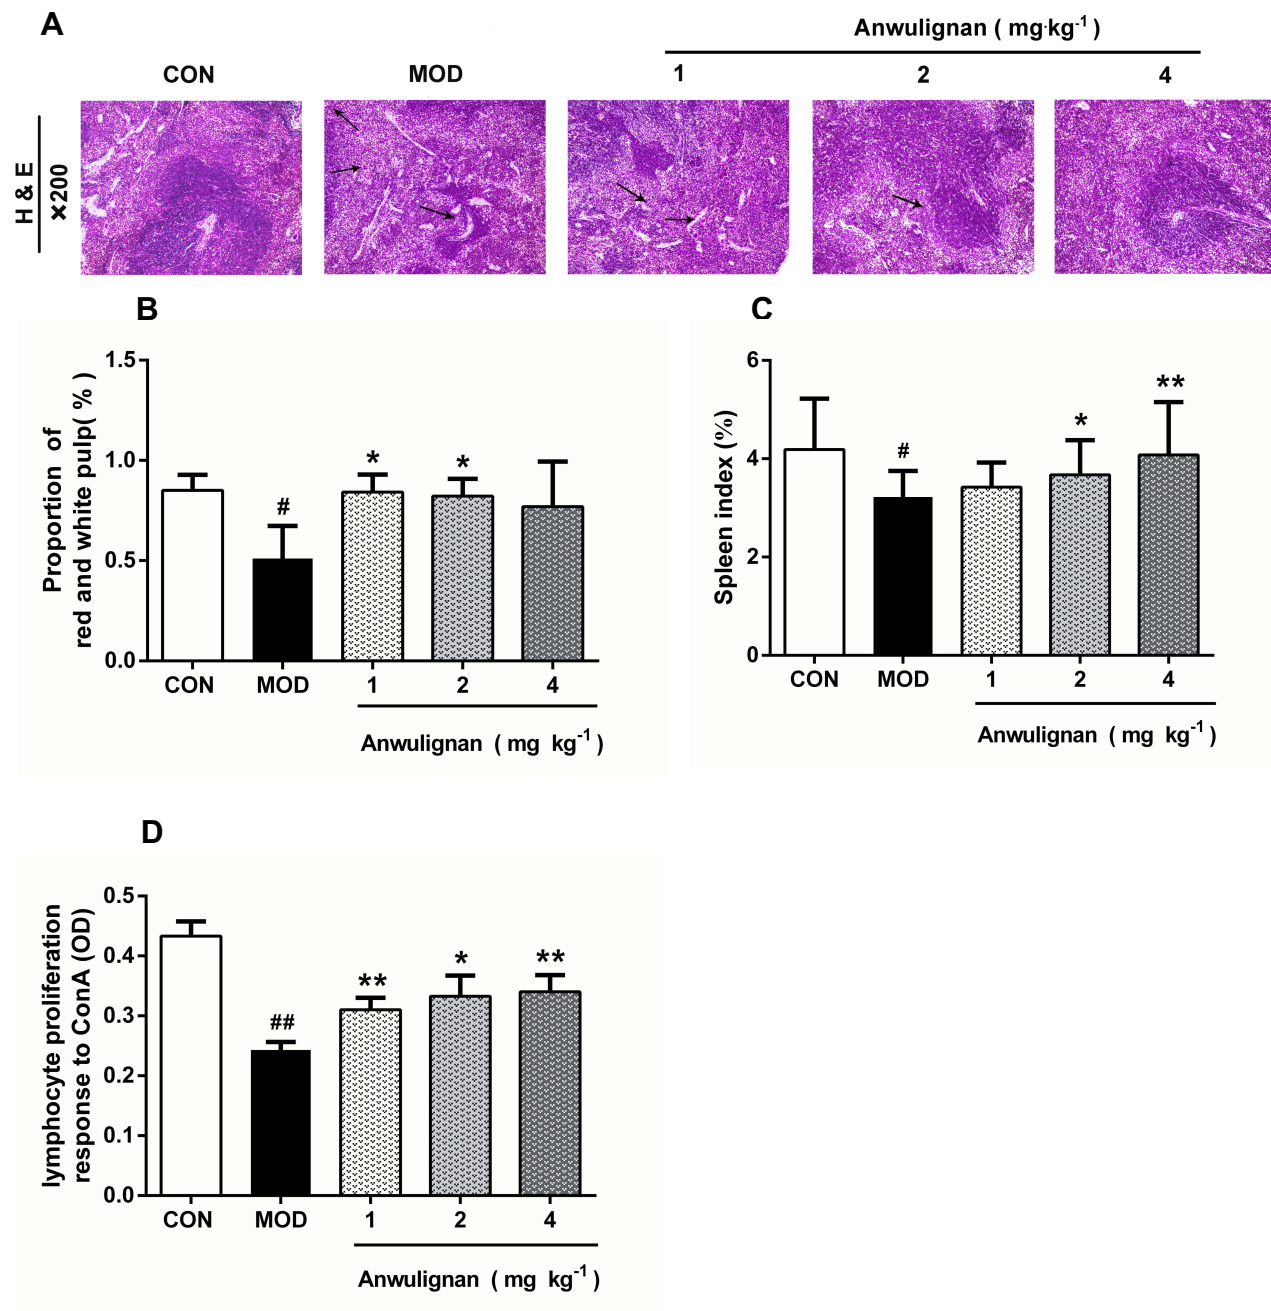 A
Anwulignan ( mg·kg-1 )
CON MOD 1 2 4
H & E
×200
B
1.5
1.0
0.5
0.0
Proportion of
red and white pulp( % )
#
*
*
CON MOD 1 2 4
Anwulignan ( mg kg-1 )
C
6
4
2
0
Spleen index (%)
#
*
**
CON MOD 1 2 4
Anwulignan ( mg kg-1 )
D
0.5
0.4
0.3
0.2
0.1
0.0
lymphocyte proliferation
response to ConA (OD)
##
**
*
**
CON MOD 1 2 4
Anwulignan ( mg kg-1 )